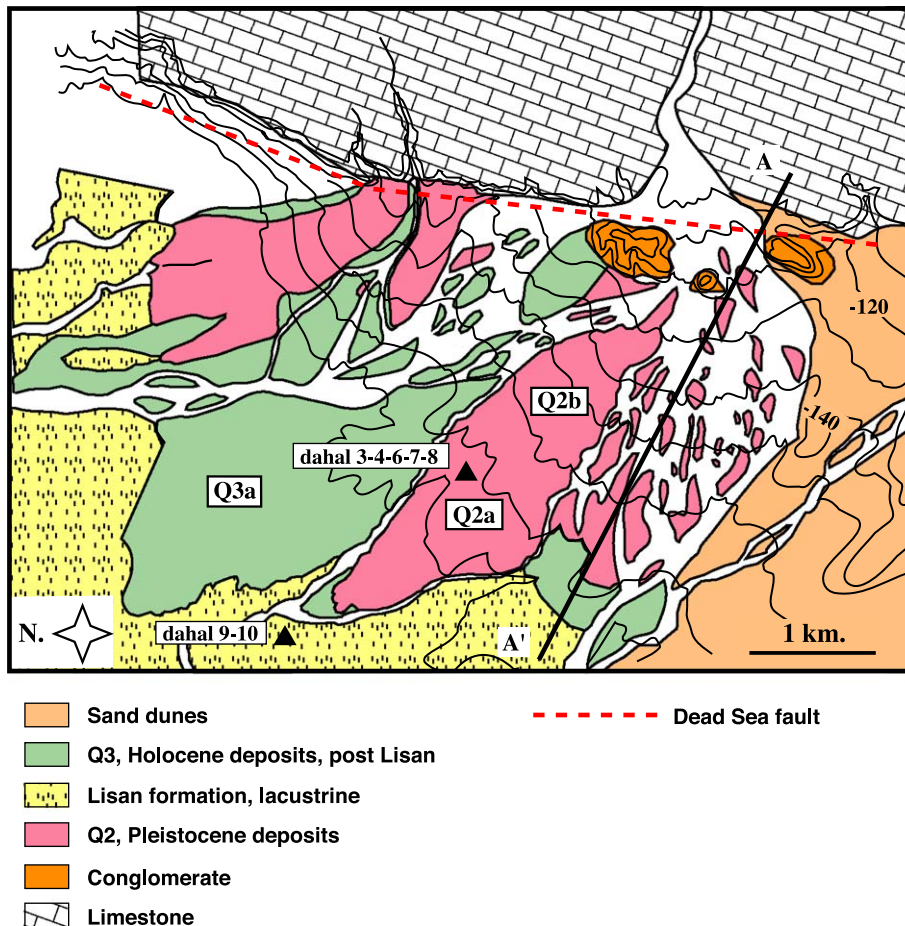 A
-120
Q2b
-140
dahal 3-4-6-7-8
Q3a
Q2a
N.
dahal 9-10
A'
1 km.
Sand dunes
Dead Sea fault
Q3, Holocene deposits, post Lisan
Lisan formation, lacustrine
Q2, Pleistocene deposits
Conglomerate
Limestone